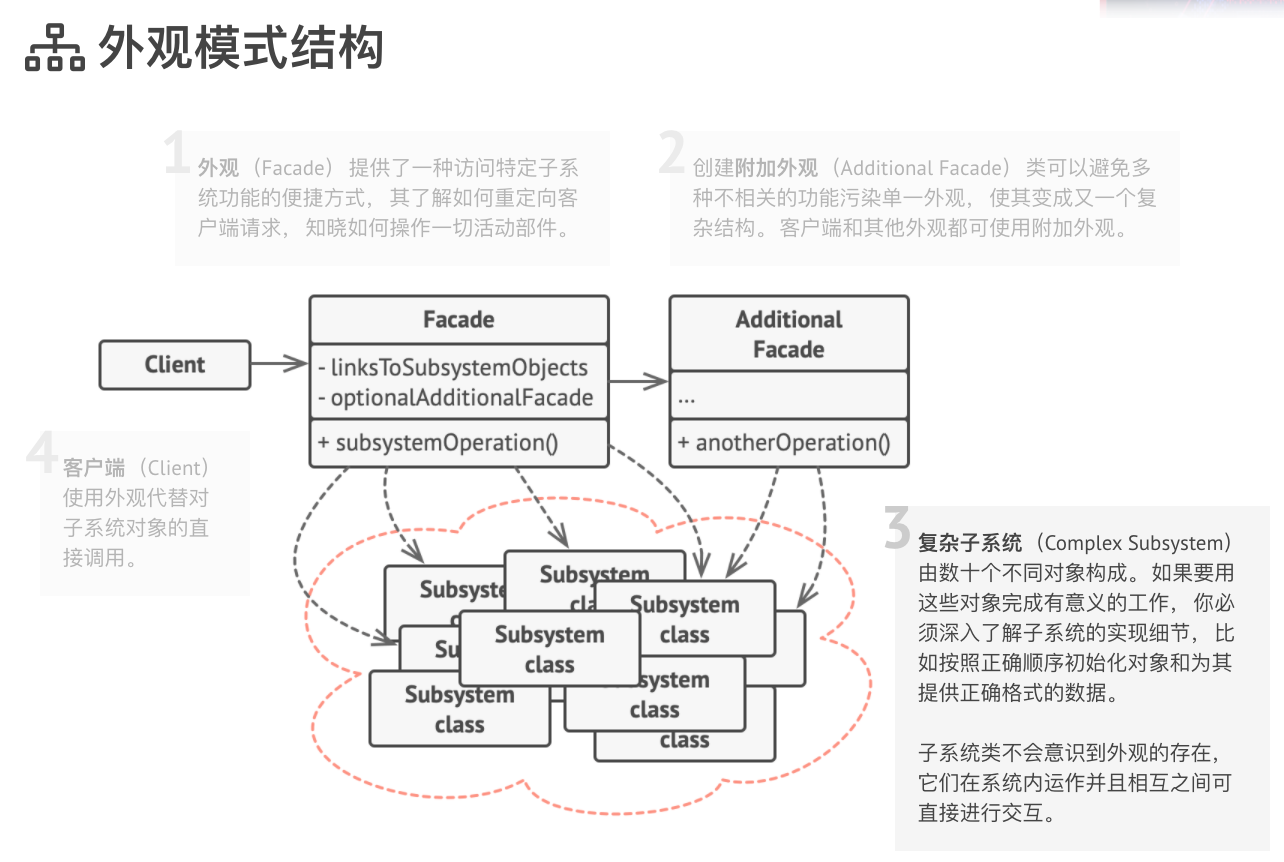 外观模式结构
1
外观 （Facade） 提供了一种访问特定子系
统功能的便捷方式， 其了解如何重定向客
户端请求， 知晓如何操作一切活动部件。
2
创建附加外观 （Additional Facade） 类可以避免多
种不相关的功能污染单一外观， 使其变成又一个复
杂结构。 客户端和其他外观都可使用附加外观。
Client
Facade
- linksToSubsystemObjects
- optionalAdditionalFacade
+ subsystemOperation()
Additional
Facade
...
+ anotherOperation()
4
客户端 （Client）
使用外观代替对
子系统对象的直
接调用。
3
复杂子系统 （Complex Subsystem）
由数十个不同对象构成。 如果要用
这些对象完成有意义的工作， 你必
须深入了解子系统的实现细节， 比
如按照正确顺序初始化对象和为其
提供正确格式的数据。
子系统类不会意识到外观的存在，
它们在系统内运作并且相互之间可
直接进行交互。
Subsystem
Subsystem
class
Subsystem
class
Subsystem
class
class
class